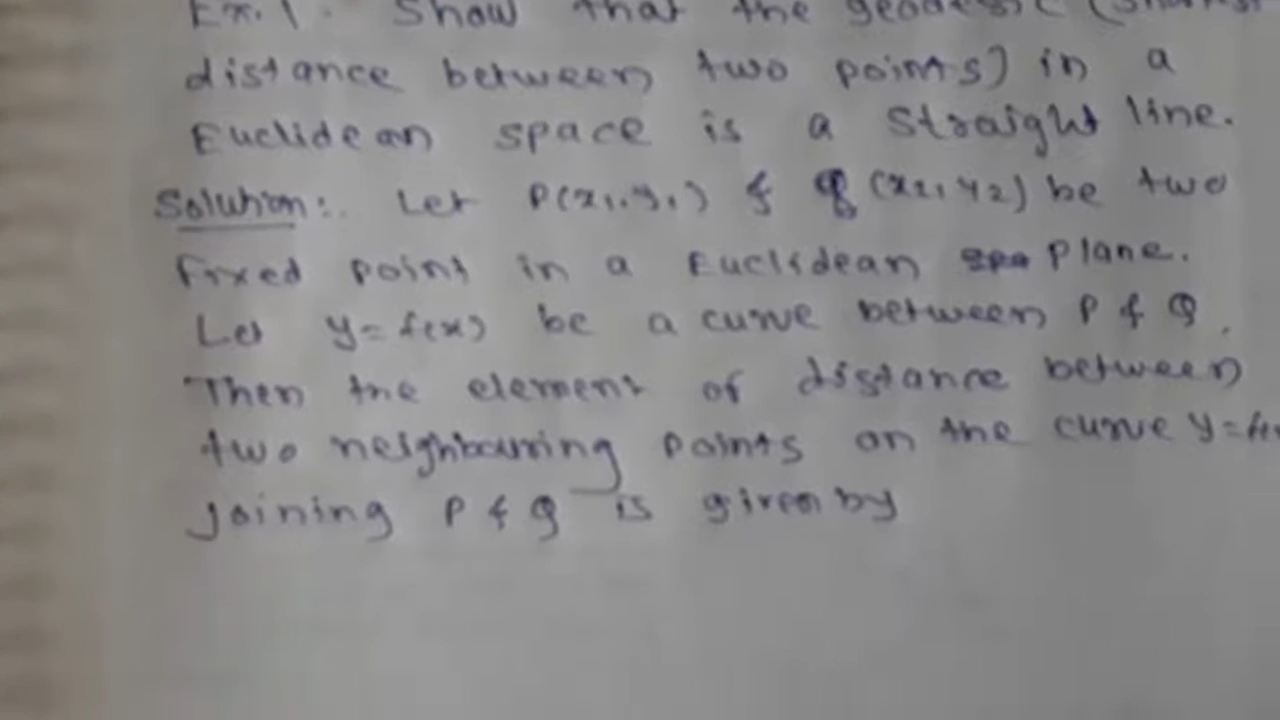 Ex. 1. Show that the geodesic (
distance between two points) in a
Euclidean space is a straight line.
Solution:. Let P(x1, y1) & Q (x2, y2) be two
fixed point in a Euclidean plane.
Let y = f(x) be a curve between P & Q.
Then the element of distance between
two neighbouring points on the curve y = f(
joining P & Q is given by